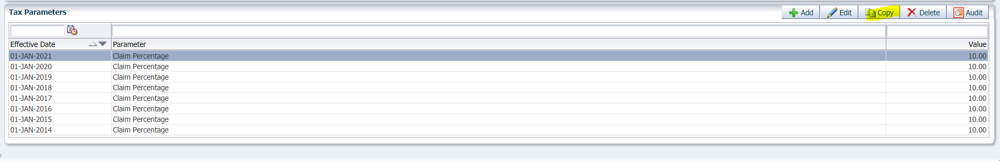 Tax Parameters Add Edit Copy Delete Audit
Effective Date Parameter Value
01-JAN-2021 Claim Percentage 10.00
01-JAN-2020 Claim Percentage 10.00
01-JAN-2019 Claim Percentage 10.00
01-JAN-2018 Claim Percentage 10.00
01-JAN-2017 Claim Percentage 10.00
01-JAN-2016 Claim Percentage 10.00
01-JAN-2015 Claim Percentage 10.00
01-JAN-2014 Claim Percentage 10.00